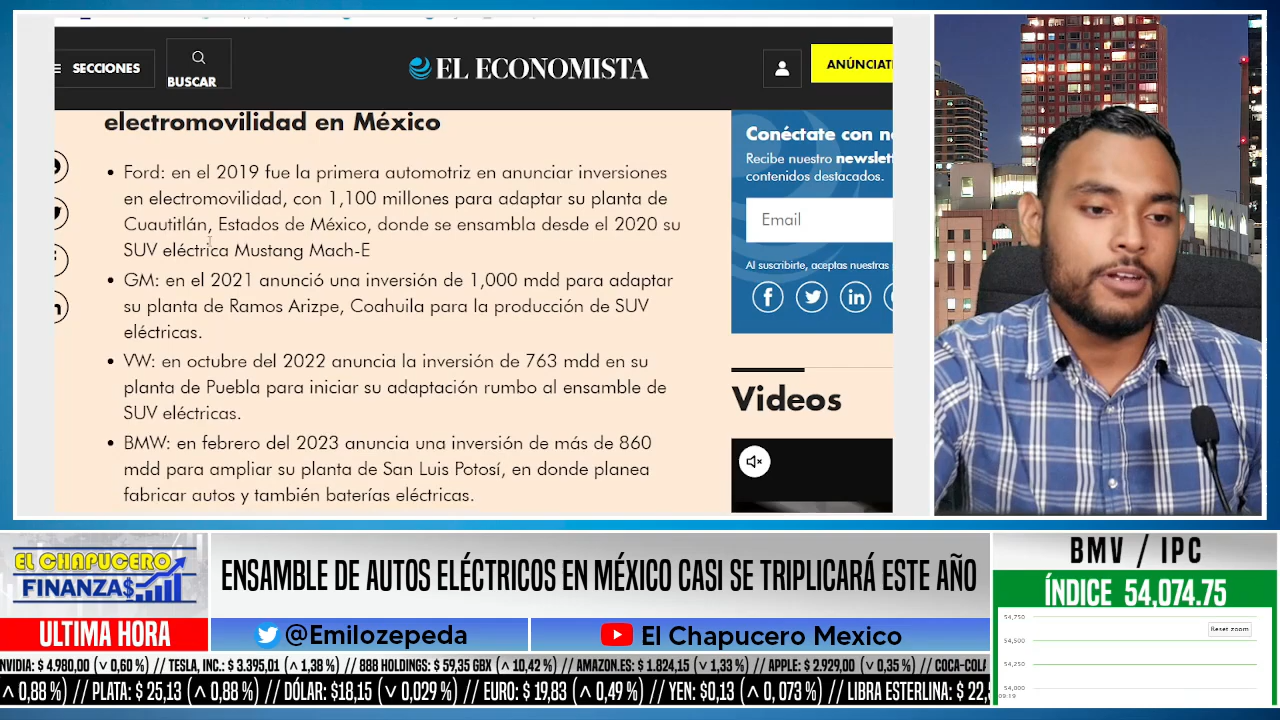 SECCIONES
BUSCAR
EL ECONOMISTA
electromovilidad en México
• Ford: en el 2019 fue la primera automotriz en anunciar inversiones
en electromovilidad, con 1,100 millones para adaptar su planta de
Cuautitlán, Estados de México, donde se ensambla desde el 2020 su
SUV eléctrica Mustang Mach-E
• GM: en el 2021 anunció una inversión de 1,000 mdd para adaptar
su planta de Ramos Arizpe, Coahuila para la producción de SUV
eléctricas.
• VW: en octubre del 2022 anuncia la inversión de 763 mdd en su
planta de Puebla para iniciar su adaptación rumbo al ensamble de
SUV eléctricas.
• BMW: en febrero del 2023 anuncia una inversión de más de 860
mdd para ampliar su planta de San Luis Potosí, en donde planea
fabricar autos y también baterías eléctricas.
ANÚNCIAT
Conéctate con n
Recibe nuestro newslet
contenidos destacados.
Email
Al suscribirte, aceptas nuestras
Videos
EL CHAPUCERO
FINANZA$
ENSAMBLE DE AUTOS ELÉCTRICOS EN MÉXICO CASI SE TRIPLICARÁ ESTE AÑO
BMV / IPC
ÍNDICE 54,074.75
54,750
Reset zoom
54,500
54,250
54,000
09:19
ULTIMA HORA
@Emilozepeda
El Chapucero Mexico
NVIDIA: $ 4.980,00 (v 0,60 %) // TESLA, INC.: $ 3.395,01 (^ 1,38 %) // 888 HOLDINGS: $ 59,35 GBX (^ 10,42 %) // AMAZON.ES: $ 1.824,15 (v 1,33 %) // APPLE: $ 2.929,00 (v 0,35 %) // COCA-COLA
^ 0,88 %) // PLATA: $ 25,13 (^ 0,88 %) // DÓLAR: $18,15 (v 0,029 %) // EURO: $ 19,83 (^ 0,49 %) // YEN: $0,13 (^ 0, 073 %) // LIBRA ESTERLINA: $ 22,